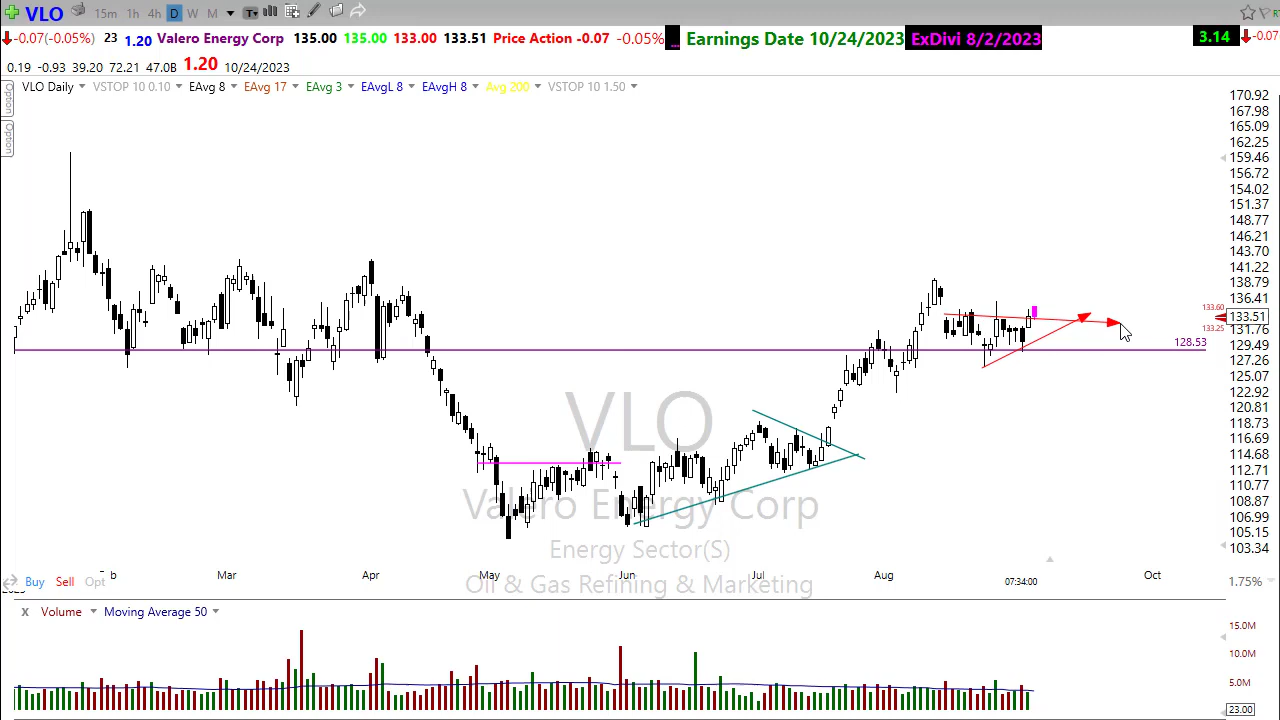 VLO 15m 1h 4h D W M
-0.07(-0.05%) 23 1.20 Valero Energy Corp 135.00 135.00 133.00 133.51 Price Action -0.07 -0.05% ... Earnings Date 10/24/2023 ExDivi 8/2/2023 3.14 -0.07
0.19 -0.93 39.20 72.21 47.0B 1.20 10/24/2023
VLO Daily VSTOP 10 0.10 EAvg 8 EAvg 17 EAvg 3 EAvgL 8 EAvgH 8 Avg 200 VSTOP 10 1.50
Option
Option
170.92
167.98
165.09
162.25
159.46
156.72
154.02
151.37
148.77
146.21
143.70
141.22
138.79
136.41
133.60
133.51
133.25
131.76
129.49
128.53
127.26
125.07
122.92
120.81
118.73
116.69
114.68
112.71
110.77
108.87
106.99
105.15
103.34
VLO
Valero Energy Corp
Energy Sector(S)
Oil & Gas Refining & Marketing
Mar Apr May Jun Jul Aug Oct
Buy Sell Opt 07:34:00 1.75%
X Volume Moving Average 50
15.0M
10.0M
5.0M
23.00